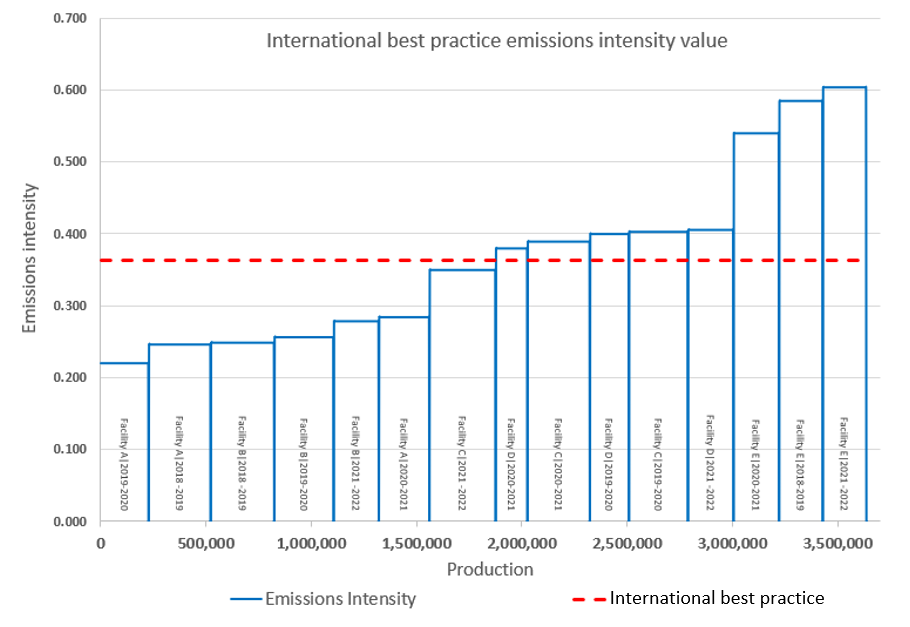 International best practice emissions intensity value
0.700
0.600
0.500
0.400
0.300
0.200
0.100
0.000
Emissions intensity
Facility A|2019-2020
Facility A|2018-2019
Facility B|2018-2019
Facility B|2019-2020
Facility B|2021-2022
Facility A|2020-2021
Facility C|2021-2022
Facility D|2020-2021
Facility C|2020-2021
Facility D|2019-2020
Facility C|2019-2020
Facility D|2021-2022
Facility E|2020-2021
Facility E|2018-2019
Facility E|2021-2022
0 500,000 1,000,000 1,500,000 2,000,000 2,500,000 3,000,000 3,500,000
Production
Emissions Intensity International best practice